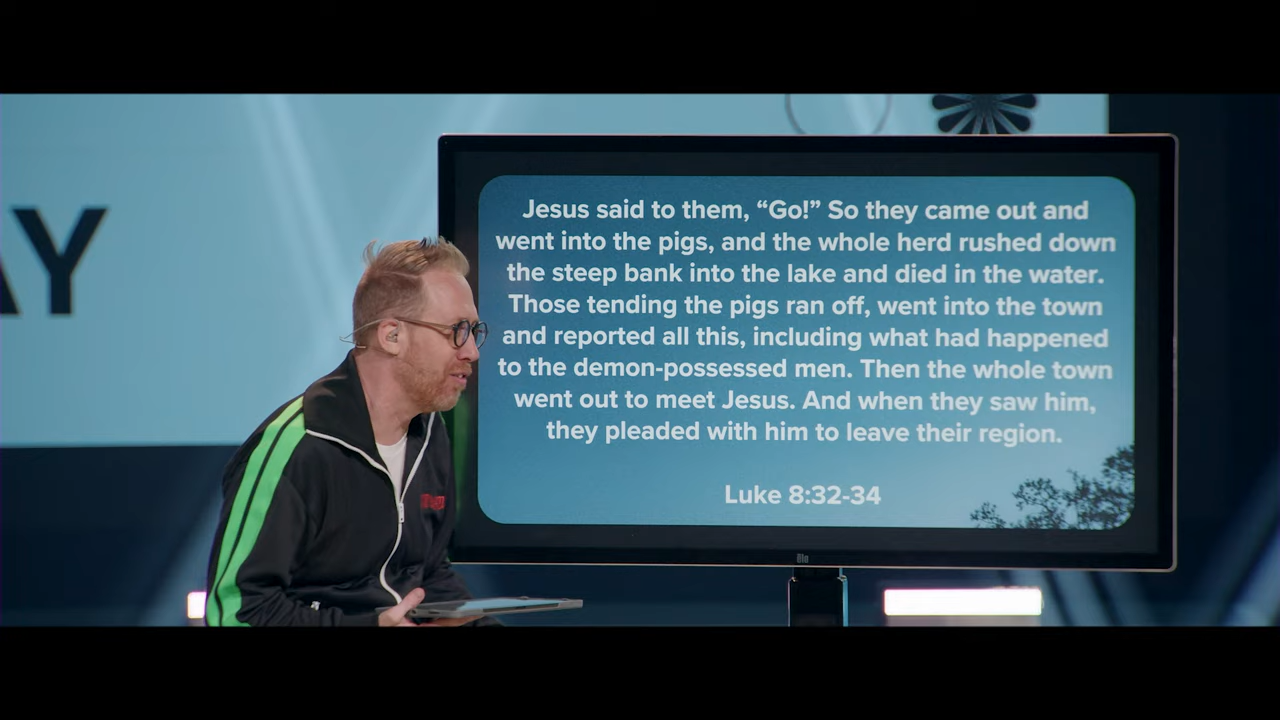 AY
Jesus said to them, “Go!” So they came out and
went into the pigs, and the whole herd rushed down
the steep bank into the lake and died in the water.
Those tending the pigs ran off, went into the town
and reported all this, including what had happened
to the demon-possessed men. Then the whole town
went out to meet Jesus. And when they saw him,
they pleaded with him to leave their region.
Luke 8:32-34
elo